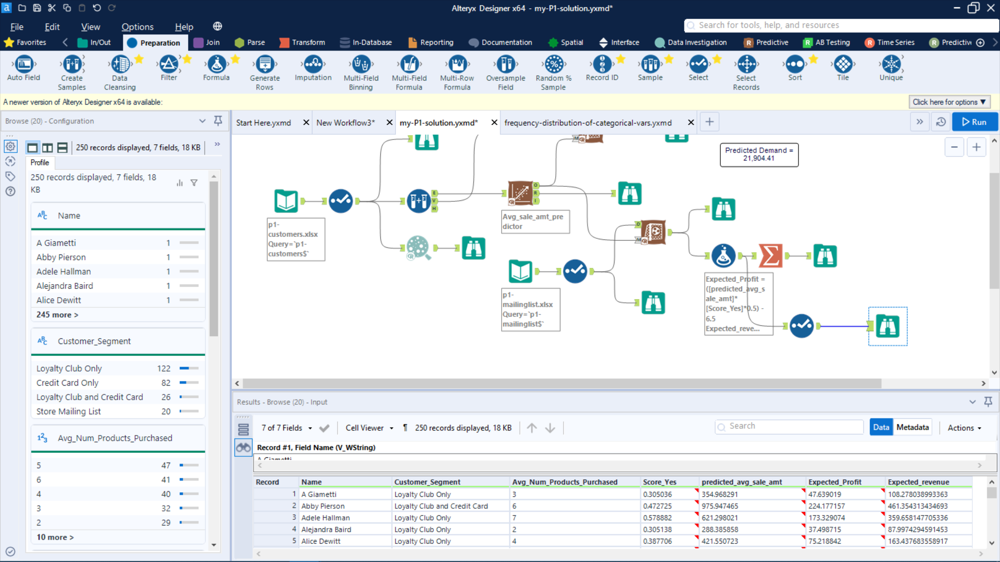 Alteryx Designer x64 - my-P1-solution.yxmd*
File Edit View Options Help
Search for tools, help, and resources
Favorites In/Out Preparation Join Parse Transform In-Database Reporting Documentation Spatial Interface Data Investigation Predictive AB Testing Time Series Predictiv
Auto Field
Create Samples
Data Cleansing
Filter
Formula
Generate Rows
Imputation
Multi-Field Binning
Multi-Field Formula
Multi-Row Formula
Oversample Field
Random % Sample
Record ID
Sample
Select
Select Records
Sort
Tile
Unique
A newer version of Alteryx Designer x64 is available:
Click here for options ▼
Browse (20) - Configuration
250 records displayed, 7 fields, 18 KB
Profile
250 records displayed, 7 fields, 18
KB
ABC Name
A Giametti 1
Abby Pierson 1
Adele Hallman 1
Alejandra Baird 1
Alice Dewitt 1
245 more >
ABC Customer_Segment
Loyalty Club Only 122
Credit Card Only 82
Loyalty Club and Credit Card 26
Store Mailing List 20
123 Avg_Num_Products_Purchased
5 47
6 41
4 40
3 32
2 29
10 more >
Start Here.yxmd
New Workflow3*
my-P1-solution.yxmd*
frequency-distribution-of-categorical-vars.yxmd
Run
Predicted Demand =
21,904.41
p1-
customers.xlsx
Query=`p1-
customers$`
E
V
H
O
R
I
Avg_sale_amt_pre
dictor
D
M
p1-
mailinglist.xlsx
Query=`p1-
mailinglist$`
Expected_Profit =
([predicted_avg_s
ale_amt]*
[Score_Yes]*0.5) -
6.5
Expected_reve...
Results - Browse (20) - Input
7 of 7 Fields
Cell Viewer
250 records displayed, 18 KB
Search
Data
Metadata
Actions
Record #1, Field Name (V_WString)
A Giametti
Record Name Customer_Segment Avg_Num_Products_Purchased Score_Yes predicted_avg_sale_amt Expected_Profit Expected_revenue
1 A Giametti Loyalty Club Only 3 0.305036 354.968291 47.639019 108.278038993363
2 Abby Pierson Loyalty Club and Credit Card 6 0.472725 975.947465 224.177157 461.354313434693
3 Adele Hallman Loyalty Club Only 7 0.578882 621.298021 173.329074 359.658147705336
4 Alejandra Baird Loyalty Club Only 2 0.305138 288.385858 37.498715 87.9974294591453
5 Alice Dewitt Loyalty Club Only 4 0.387706 421.550723 75.218842 163.437683558917